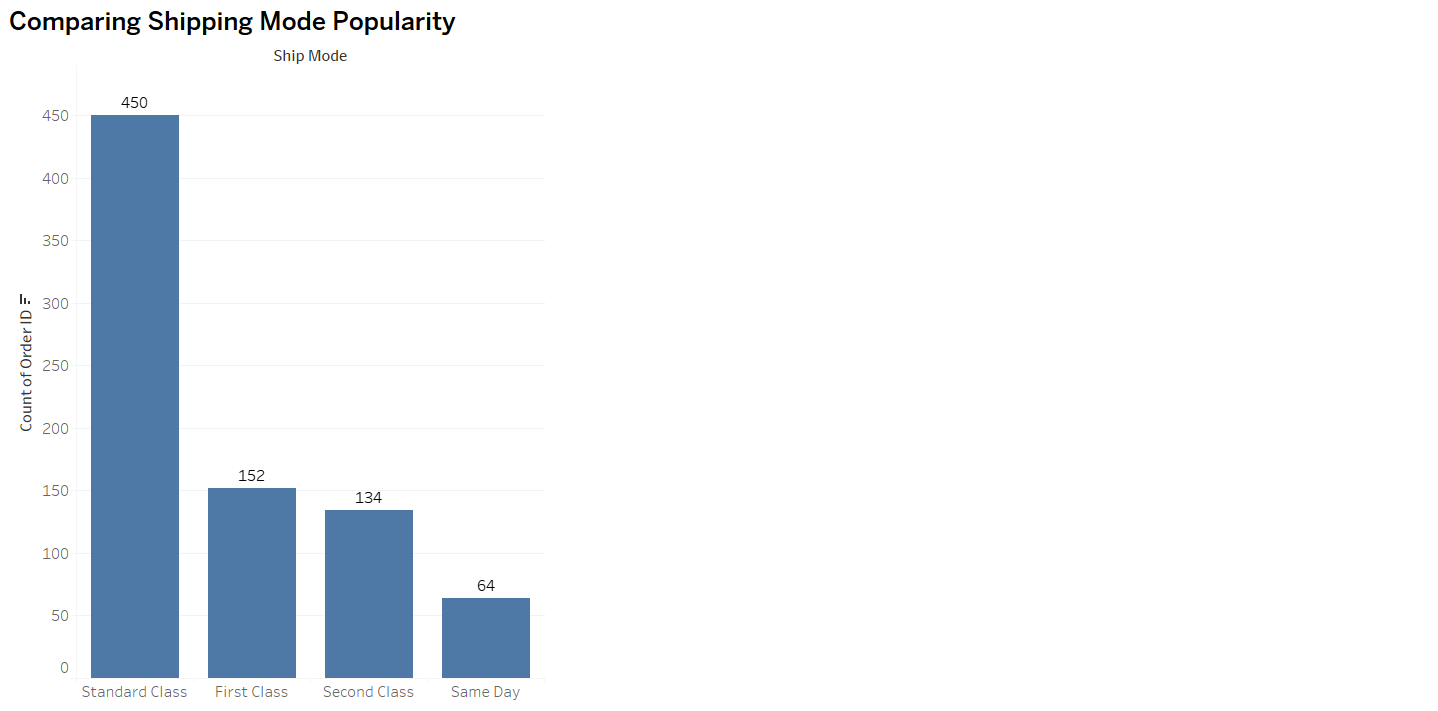 Comparing Shipping Mode Popularity
Ship Mode
Count of Order ID
450
400
350
300
250
200
150
100
50
0
450
152
134
64
Standard Class
First Class
Second Class
Same Day